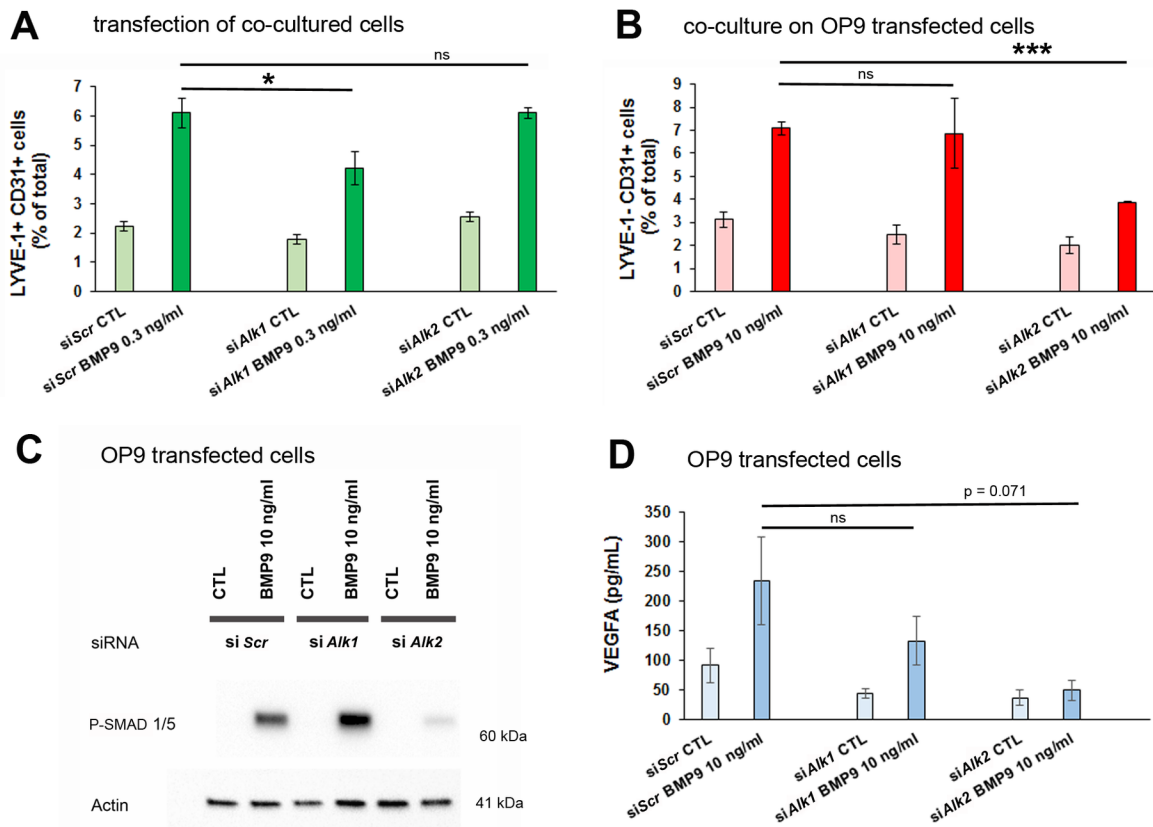 A transfection of co-cultured cells
ns
*
LYVE-1+ CD31+ cells
(% of total)
7
6
5
4
3
2
1
0
siScr CTL
siScr BMP9 0.3 ng/ml
siAlk1 CTL
siAlk1 BMP9 0.3 ng/ml
siAlk2 CTL
siAlk2 BMP9 0.3 ng/ml
B co-culture on OP9 transfected cells
***
ns
LYVE-1- CD31+ cells
(% of total)
9
8
7
6
5
4
3
2
1
0
siScr CTL
siScr BMP9 10 ng/ml
siAlk1 CTL
siAlk1 BMP9 10 ng/ml
siAlk2 CTL
siAlk2 BMP9 10 ng/ml
C OP9 transfected cells
CTL
BMP9 10 ng/ml
CTL
BMP9 10 ng/ml
CTL
BMP9 10 ng/ml
siRNA si Scr si Alk1 si Alk2
P-SMAD 1/5 60 kDa
Actin 41 kDa
D OP9 transfected cells
p = 0.071
ns
VEGFA (pg/mL)
350
300
250
200
150
100
50
0
siScr CTL
siScr BMP9 10 ng/ml
siAlk1 CTL
siAlk1 BMP9 10 ng/ml
siAlk2 CTL
siAlk2 BMP9 10 ng/ml